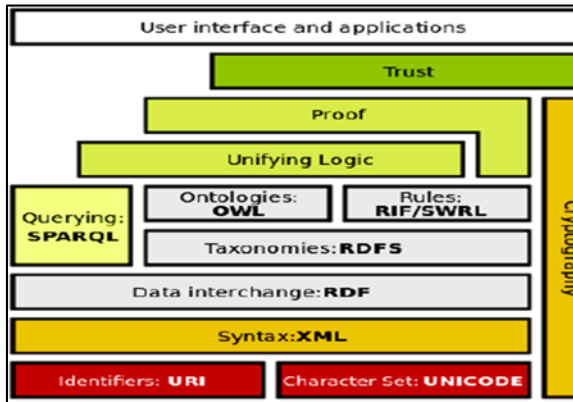 User interface and applications
Trust
Proof
Unifying Logic
Querying:
SPARQL
Ontologies:
OWL
Rules:
RIF/SWRL
Taxonomies:RDFS
Data interchange:RDF
Syntax:XML
Identifiers: URI
Character Set: UNICODE
Cryptography